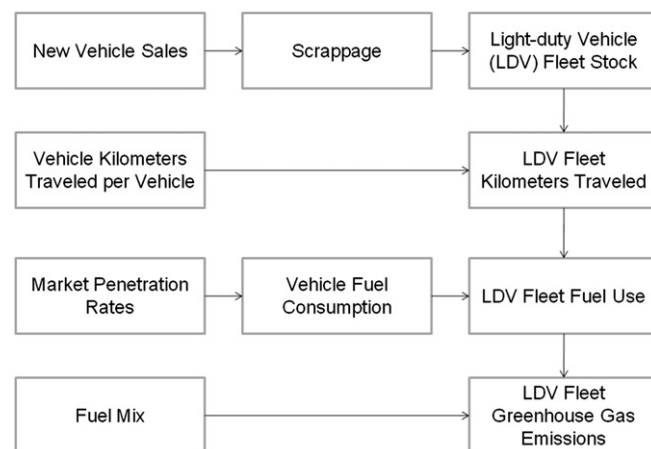 New Vehicle Sales
Scrappage
Light-duty Vehicle
(LDV) Fleet Stock
Vehicle Kilometers
Traveled per Vehicle
LDV Fleet
Kilometers Traveled
Market Penetration
Rates
Vehicle Fuel
Consumption
LDV Fleet Fuel Use
Fuel Mix
LDV Fleet
Greenhouse Gas
Emissions